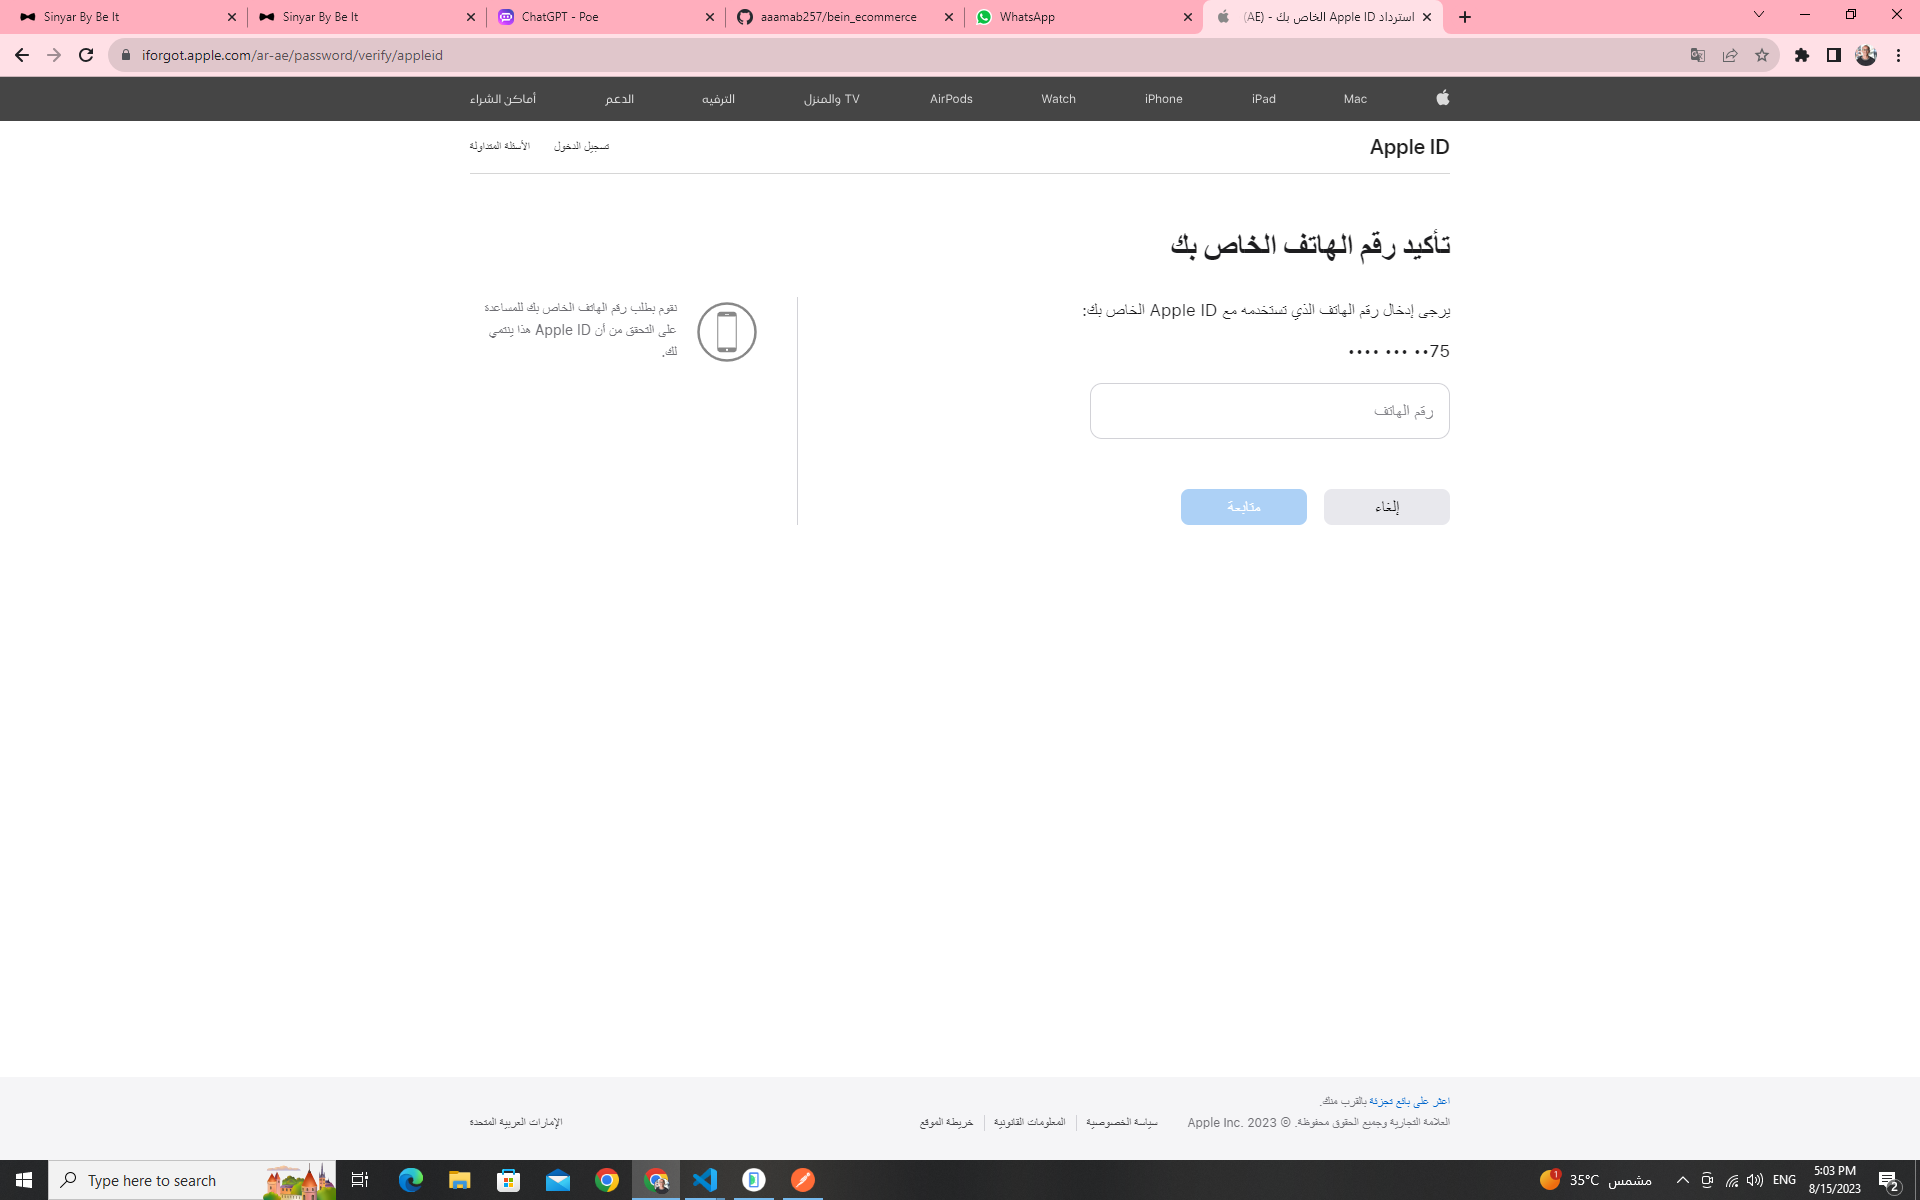 Sinyar By Be It
Sinyar By Be It
ChatGPT - Poe
aaamab257/bein_ecommerce
WhatsApp
استرداد Apple ID الخاص بك - (AE)
iforgot.apple.com/ar-ae/password/verify/appleid
Mac
iPad
iPhone
Watch
AirPods
TV والمنزل
الترفيه
الدعم
أماكن الشراء
Apple ID
تسجيل الدخول
الأسئلة المتداولة
تأكيد رقم الهاتف الخاص بك
يرجى إدخال رقم الهاتف الذي تستخدمه مع Apple ID الخاص بك:
•••• ••• ••75
رقم الهاتف
إلغاء
متابعة
نقوم بطلب رقم الهاتف الخاص بك للمساعدة
على التحقق من أن Apple ID هذا ينتمي
لك.
اعثر على بائع تجزئة بالقرب منك.
العلامة التجارية وجميع الحقوق محفوظة. © 2023 Apple Inc.
سياسة الخصوصية
المعلومات القانونية
خريطة الموقع
الإمارات العربية المتحدة
Type here to search
1
35°C مشمس
ENG
5:03 PM
8/15/2023
2